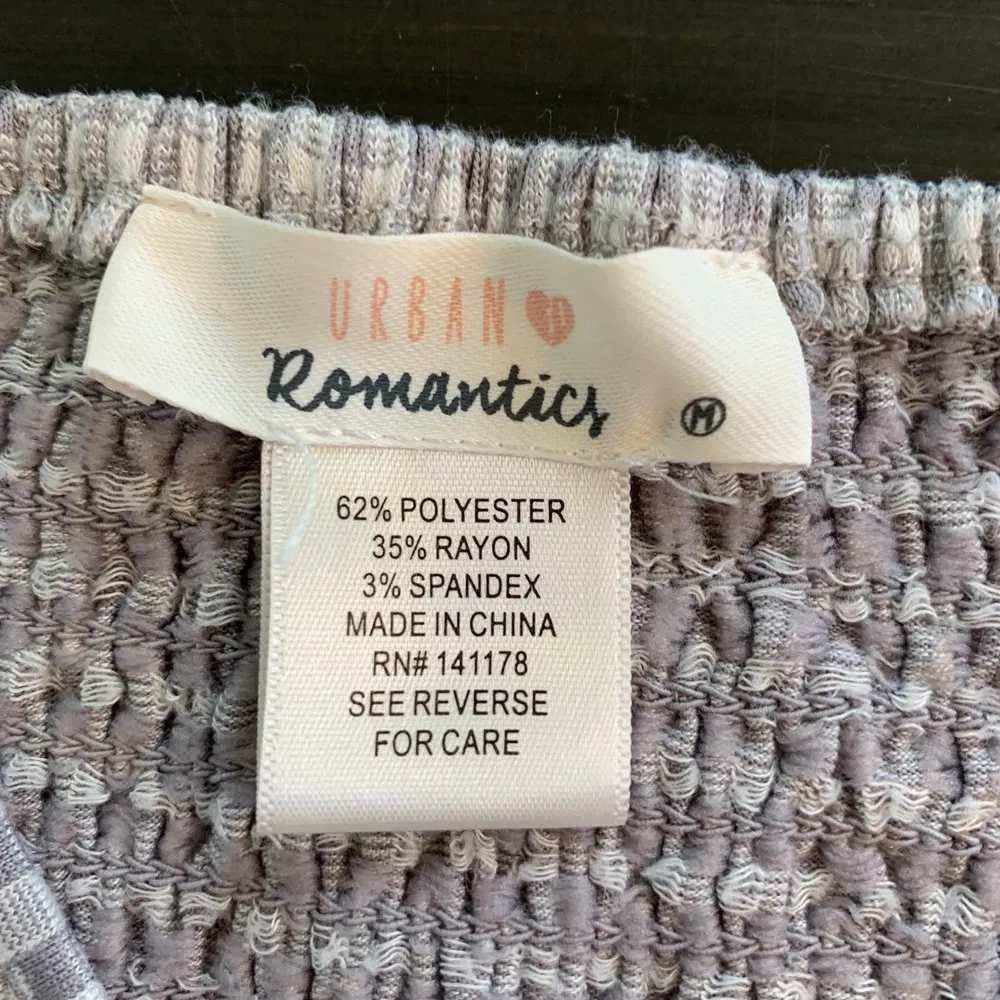 URBAN
Romantics
M
62% POLYESTER
35% RAYON
3% SPANDEX
MADE IN CHINA
RN# 141178
SEE REVERSE
FOR CARE